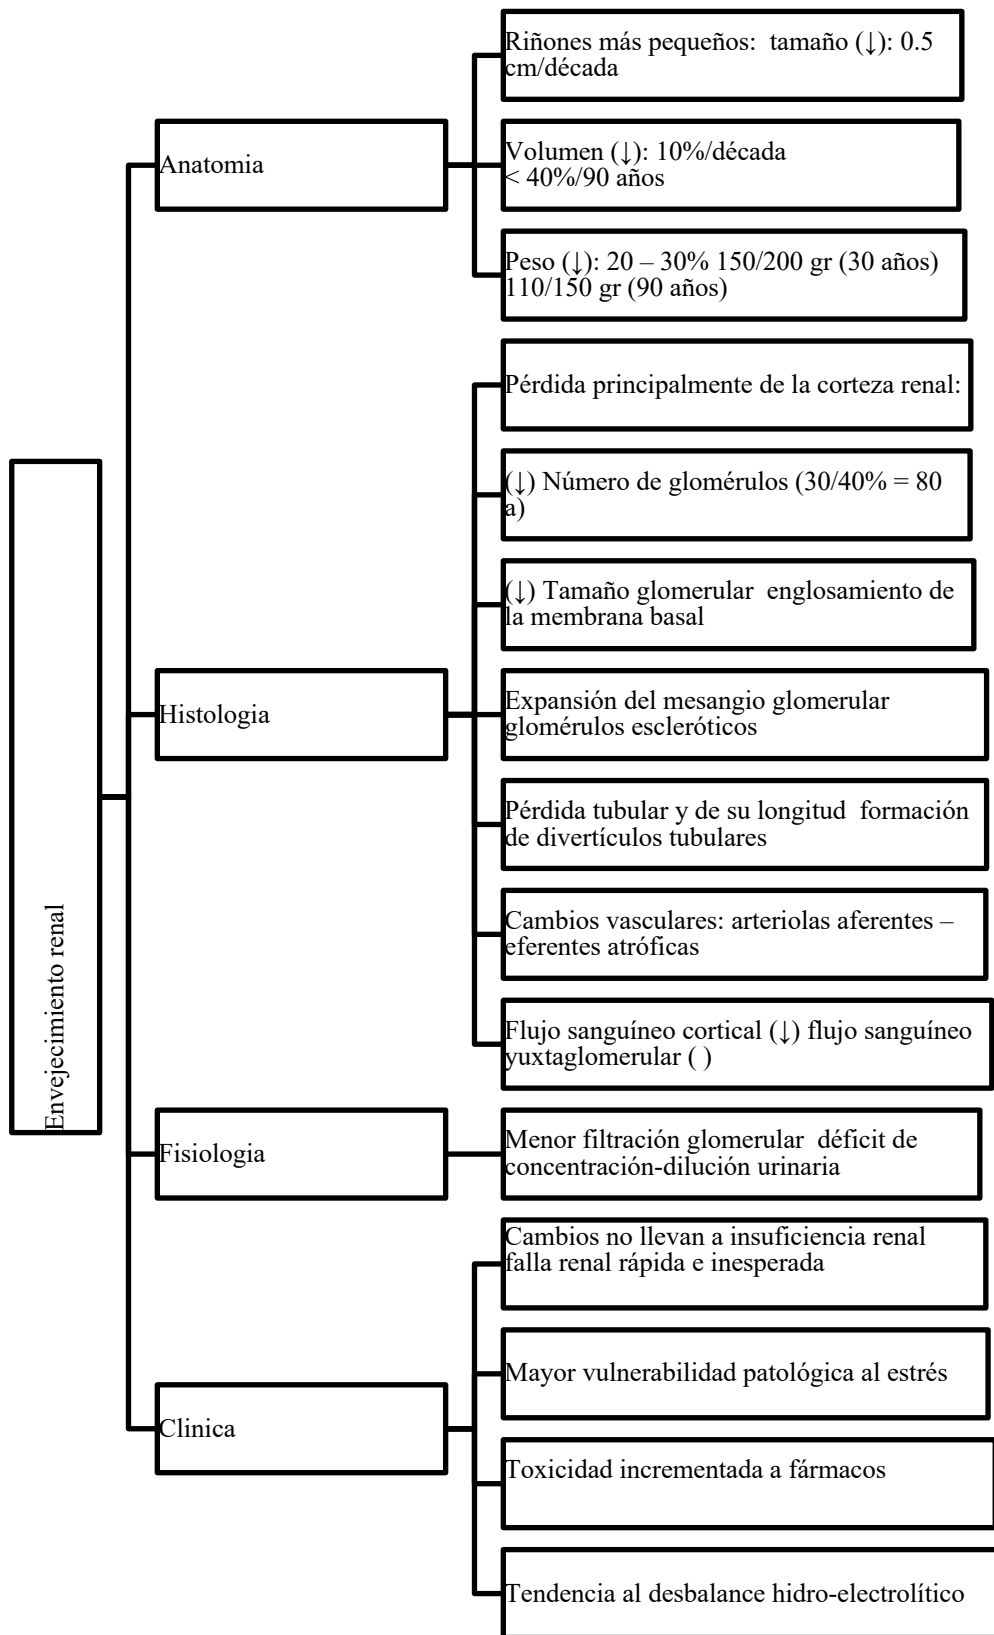 Envejecimiento renal
Anatomia
Riñones más pequeños:  tamaño (↓): 0.5
cm/década
Volumen (↓): 10%/década
< 40%/90 años
Peso (↓): 20 – 30% 150/200 gr (30 años)
110/150 gr (90 años)
Histologia
Pérdida principalmente de la corteza renal:
(↓) Número de glomérulos (30/40% = 80
a)
(↓) Tamaño glomerular  englosamiento de
la membrana basal
Expansión del mesangio glomerular
glomérulos escleróticos
Pérdida tubular y de su longitud  formación
de divertículos tubulares
Cambios vasculares: arteriolas aferentes –
eferentes atróficas
Flujo sanguíneo cortical (↓) flujo sanguíneo
yuxtaglomerular ( )
Fisiologia
Menor filtración glomerular  déficit de
concentración-dilución urinaria
Clinica
Cambios no llevan a insuficiencia renal
falla renal rápida e inesperada
Mayor vulnerabilidad patológica al estrés
Toxicidad incrementada a fármacos
Tendencia al desbalance hidro-electrolítico